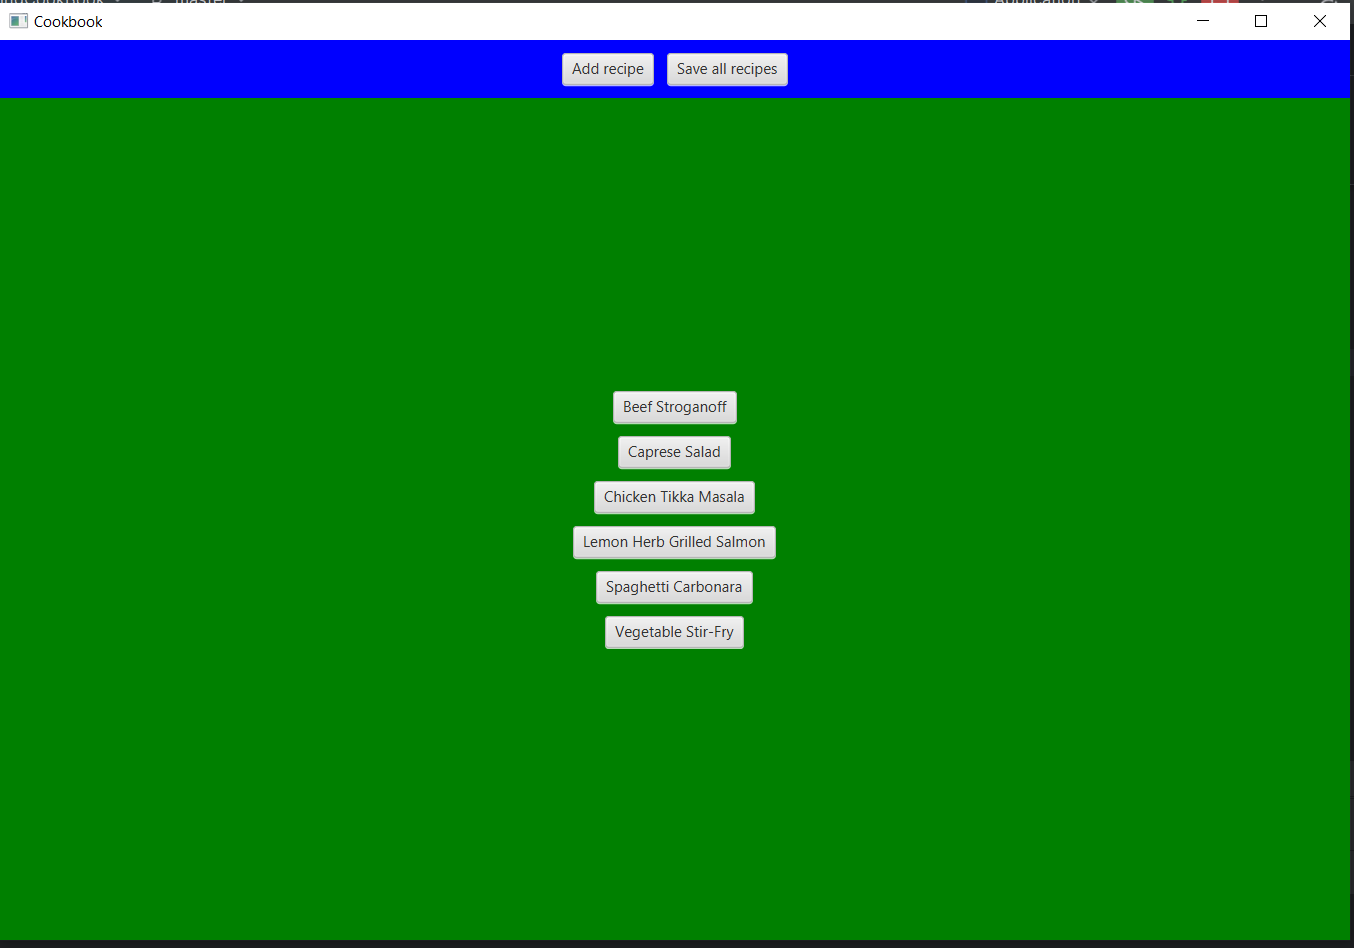 Cookbook
Add recipe Save all recipes
Beef Stroganoff
Caprese Salad
Chicken Tikka Masala
Lemon Herb Grilled Salmon
Spaghetti Carbonara
Vegetable Stir-Fry